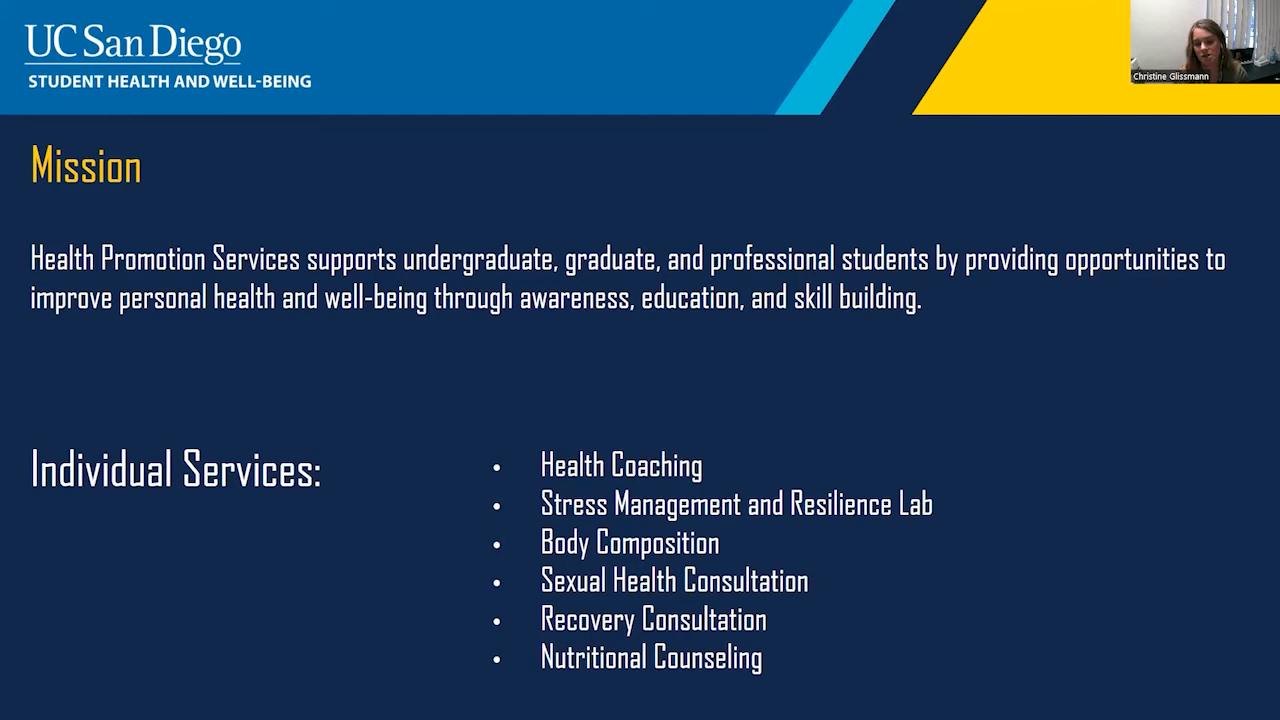 UC San Diego
STUDENT HEALTH AND WELL-BEING
Christine Glissmann
Mission
Health Promotion Services supports undergraduate, graduate, and professional students by providing opportunities to
improve personal health and well-being through awareness, education, and skill building.
Individual Services:
• Health Coaching
• Stress Management and Resilience Lab
• Body Composition
• Sexual Health Consultation
• Recovery Consultation
• Nutritional Counseling